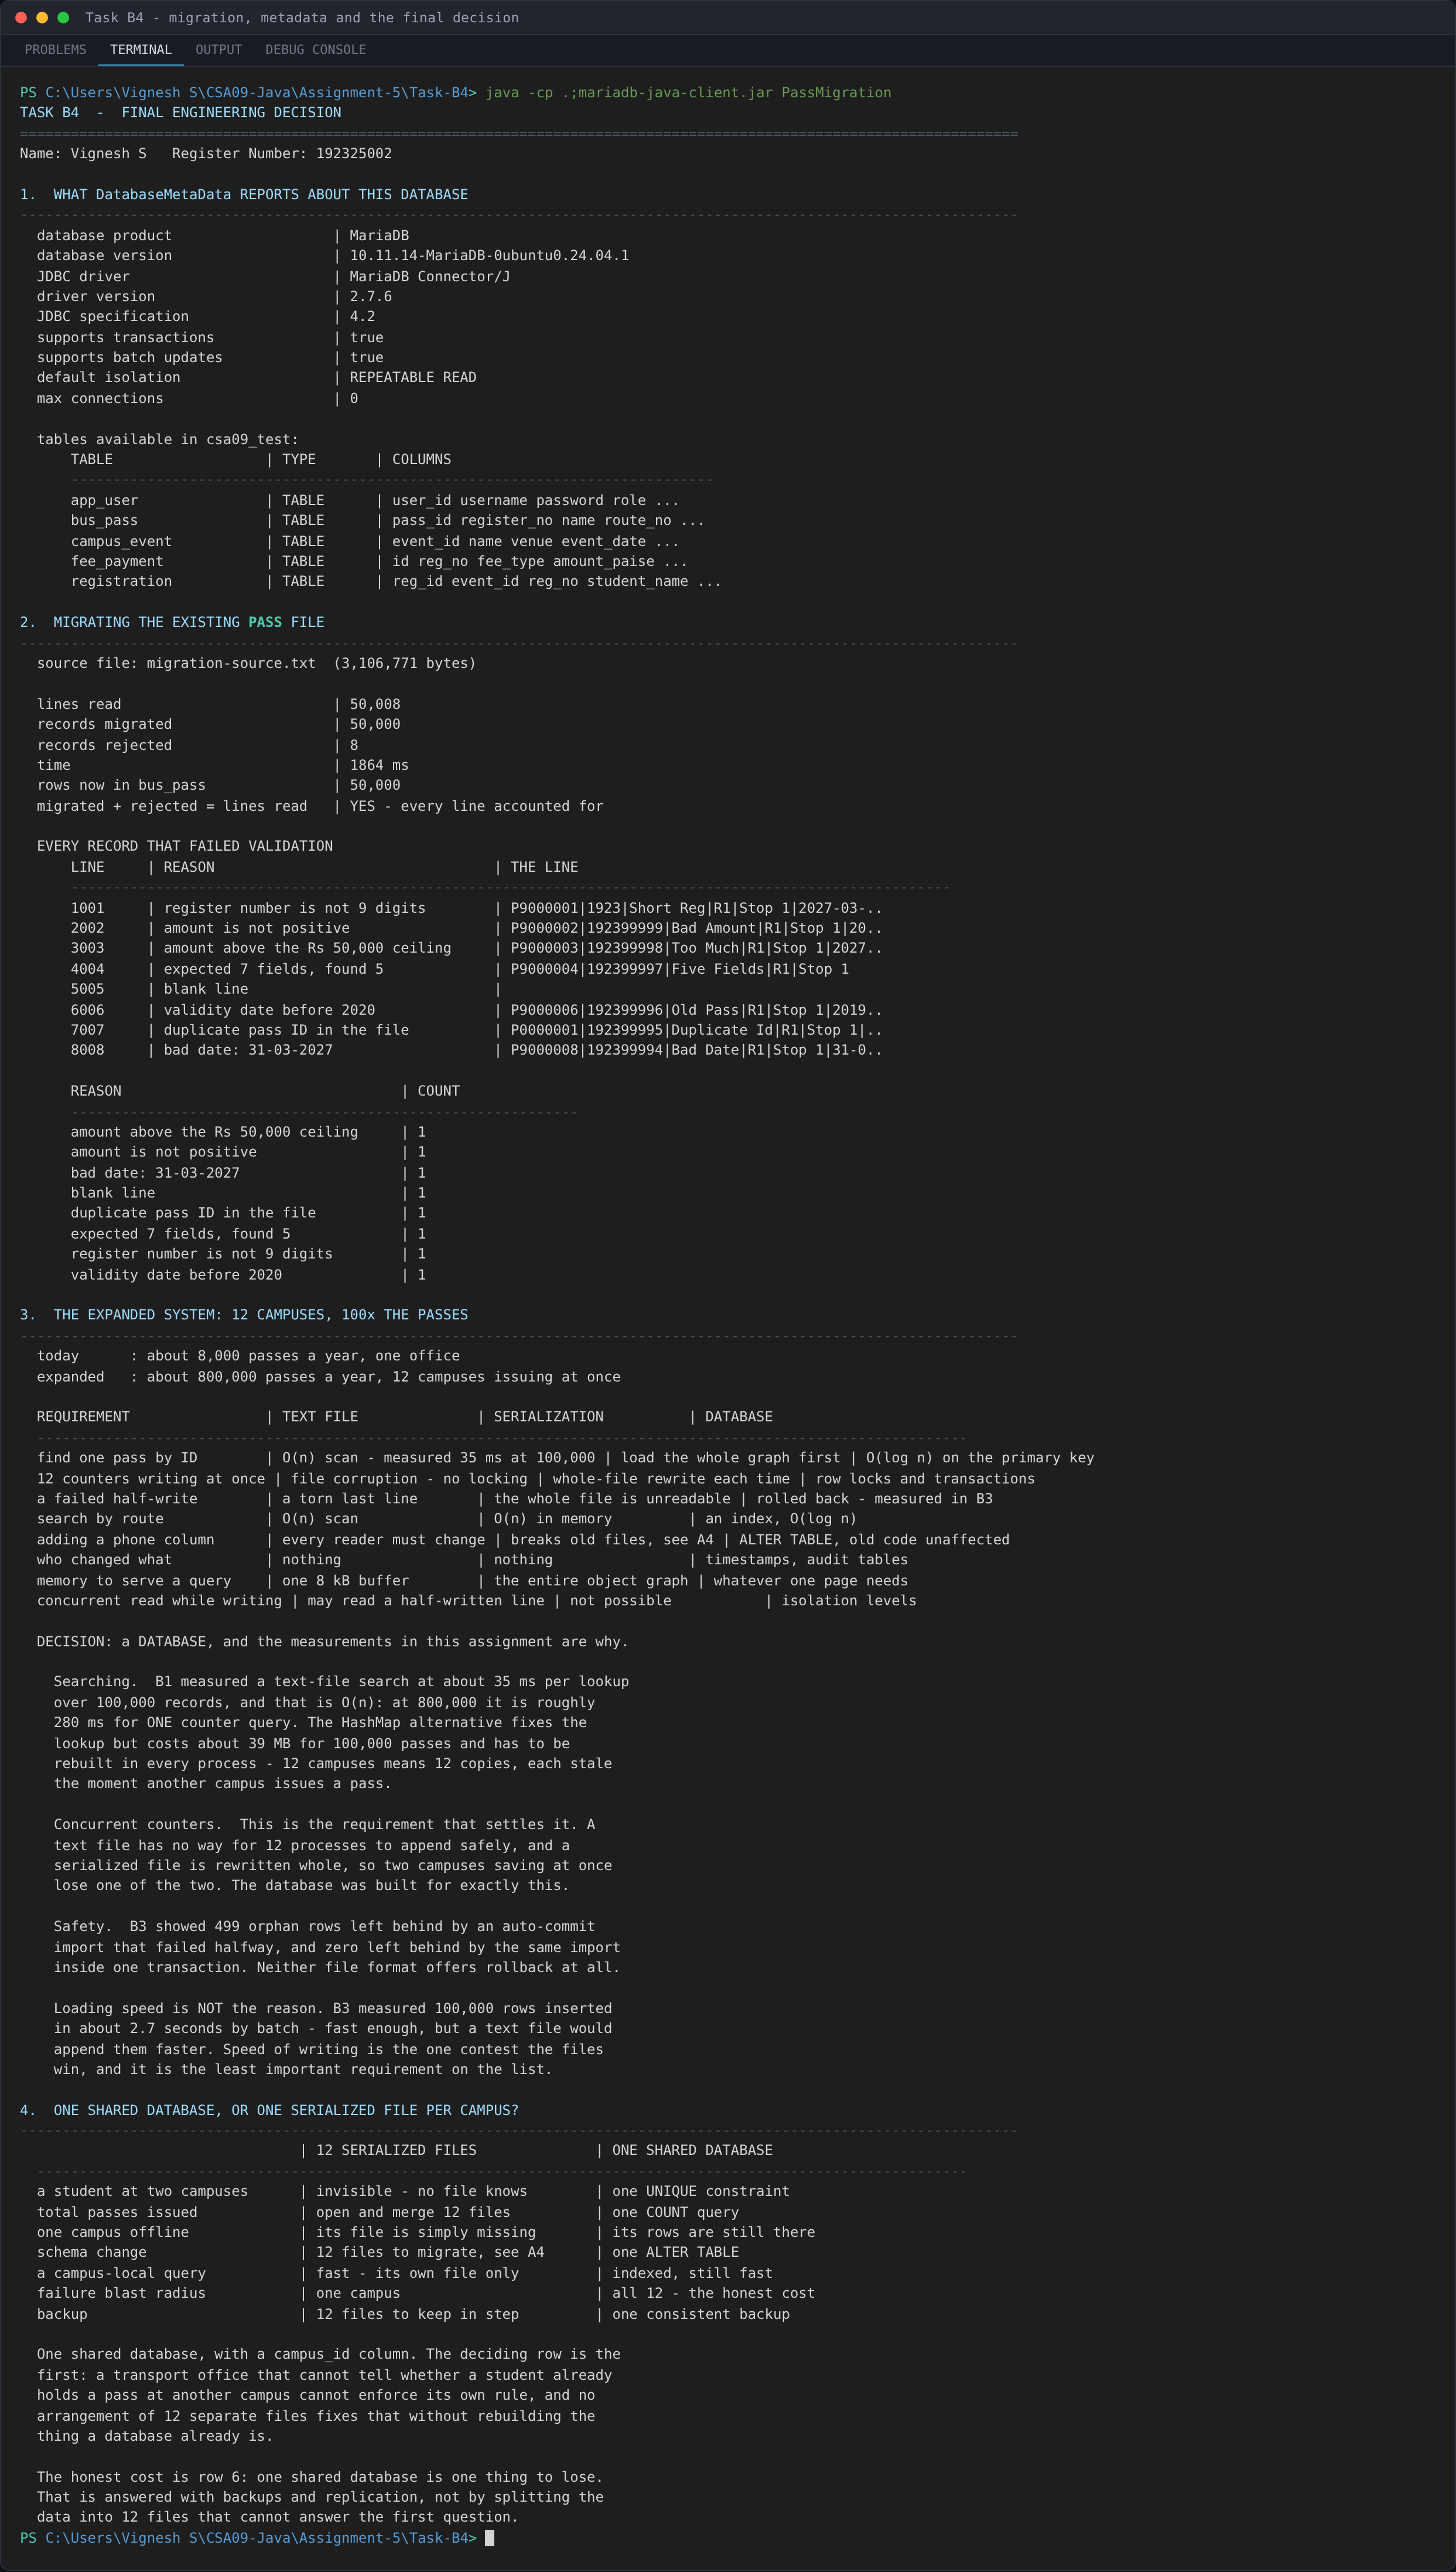 Task B4 - migration, metadata and the final decision
PROBLEMS TERMINAL OUTPUT DEBUG CONSOLE
PS C:\Users\Vignesh S\CSA09-Java\Assignment-5\Task-B4> java -cp .;mariadb-java-client.jar PassMigration
TASK B4  -  FINAL ENGINEERING DECISION
======================================================================================================================
Name: Vignesh S   Register Number: 192325002

1.  WHAT DatabaseMetaData REPORTS ABOUT THIS DATABASE
----------------------------------------------------------------------------------------------------------------------
  database product                   | MariaDB
  database version                   | 10.11.14-MariaDB-0ubuntu0.24.04.1
  JDBC driver                        | MariaDB Connector/J
  driver version                     | 2.7.6
  JDBC specification                 | 4.2
  supports transactions              | true
  supports batch updates             | true
  default isolation                  | REPEATABLE READ
  max connections                    | 0

  tables available in csa09_test:
      TABLE                  | TYPE       | COLUMNS
      ----------------------------------------------------------------------------
      app_user               | TABLE      | user_id username password role ...
      bus_pass               | TABLE      | pass_id register_no name route_no ...
      campus_event           | TABLE      | event_id name venue event_date ...
      fee_payment            | TABLE      | id reg_no fee_type amount_paise ...
      registration           | TABLE      | reg_id event_id reg_no student_name ...

2.  MIGRATING THE EXISTING PASS FILE
----------------------------------------------------------------------------------------------------------------------
  source file: migration-source.txt  (3,106,771 bytes)

  lines read                         | 50,008
  records migrated                   | 50,000
  records rejected                   | 8
  time                               | 1864 ms
  rows now in bus_pass               | 50,000
  migrated + rejected = lines read   | YES - every line accounted for

  EVERY RECORD THAT FAILED VALIDATION
      LINE     | REASON                                 | THE LINE
      --------------------------------------------------------------------------------------------------------
      1001     | register number is not 9 digits        | P9000001|1923|Short Reg|R1|Stop 1|2027-03-..
      2002     | amount is not positive                 | P9000002|192399999|Bad Amount|R1|Stop 1|20..
      3003     | amount above the Rs 50,000 ceiling     | P9000003|192399998|Too Much|R1|Stop 1|2027..
      4004     | expected 7 fields, found 5             | P9000004|192399997|Five Fields|R1|Stop 1
      5005     | blank line                             |
      6006     | validity date before 2020              | P9000006|192399996|Old Pass|R1|Stop 1|2019..
      7007     | duplicate pass ID in the file          | P0000001|192399995|Duplicate Id|R1|Stop 1|..
      8008     | bad date: 31-03-2027                   | P9000008|192399994|Bad Date|R1|Stop 1|31-0..

      REASON                                 | COUNT
      ------------------------------------------------------------
      amount above the Rs 50,000 ceiling     | 1
      amount is not positive                 | 1
      bad date: 31-03-2027                   | 1
      blank line                             | 1
      duplicate pass ID in the file          | 1
      expected 7 fields, found 5             | 1
      register number is not 9 digits        | 1
      validity date before 2020              | 1

3.  THE EXPANDED SYSTEM: 12 CAMPUSES, 100x THE PASSES
----------------------------------------------------------------------------------------------------------------------
  today      : about 8,000 passes a year, one office
  expanded   : about 800,000 passes a year, 12 campuses issuing at once

  REQUIREMENT                | TEXT FILE              | SERIALIZATION          | DATABASE
  --------------------------------------------------------------------------------------------------------------
  find one pass by ID        | O(n) scan - measured 35 ms at 100,000 | load the whole graph first | O(log n) on the primary key
  12 counters writing at once | file corruption - no locking | whole-file rewrite each time | row locks and transactions
  a failed half-write        | a torn last line       | the whole file is unreadable | rolled back - measured in B3
  search by route            | O(n) scan              | O(n) in memory         | an index, O(log n)
  adding a phone column      | every reader must change | breaks old files, see A4 | ALTER TABLE, old code unaffected
  who changed what           | nothing                | nothing                | timestamps, audit tables
  memory to serve a query    | one 8 kB buffer        | the entire object graph | whatever one page needs
  concurrent read while writing | may read a half-written line | not possible           | isolation levels

  DECISION: a DATABASE, and the measurements in this assignment are why.

    Searching.  B1 measured a text-file search at about 35 ms per lookup
    over 100,000 records, and that is O(n): at 800,000 it is roughly
    280 ms for ONE counter query. The HashMap alternative fixes the
    lookup but costs about 39 MB for 100,000 passes and has to be
    rebuilt in every process - 12 campuses means 12 copies, each stale
    the moment another campus issues a pass.

    Concurrent counters.  This is the requirement that settles it. A
    text file has no way for 12 processes to append safely, and a
    serialized file is rewritten whole, so two campuses saving at once
    lose one of the two. The database was built for exactly this.

    Safety.  B3 showed 499 orphan rows left behind by an auto-commit
    import that failed halfway, and zero left behind by the same import
    inside one transaction. Neither file format offers rollback at all.

    Loading speed is NOT the reason. B3 measured 100,000 rows inserted
    in about 2.7 seconds by batch - fast enough, but a text file would
    append them faster. Speed of writing is the one contest the files
    win, and it is the least important requirement on the list.

4.  ONE SHARED DATABASE, OR ONE SERIALIZED FILE PER CAMPUS?
----------------------------------------------------------------------------------------------------------------------
                                 | 12 SERIALIZED FILES              | ONE SHARED DATABASE
  --------------------------------------------------------------------------------------------------------------
  a student at two campuses      | invisible - no file knows        | one UNIQUE constraint
  total passes issued            | open and merge 12 files          | one COUNT query
  one campus offline             | its file is simply missing       | its rows are still there
  schema change                  | 12 files to migrate, see A4      | one ALTER TABLE
  a campus-local query           | fast - its own file only         | indexed, still fast
  failure blast radius           | one campus                       | all 12 - the honest cost
  backup                         | 12 files to keep in step         | one consistent backup

  One shared database, with a campus_id column. The deciding row is the
  first: a transport office that cannot tell whether a student already
  holds a pass at another campus cannot enforce its own rule, and no
  arrangement of 12 separate files fixes that without rebuilding the
  thing a database already is.

  The honest cost is row 6: one shared database is one thing to lose.
  That is answered with backups and replication, not by splitting the
  data into 12 files that cannot answer the first question.
PS C:\Users\Vignesh S\CSA09-Java\Assignment-5\Task-B4>